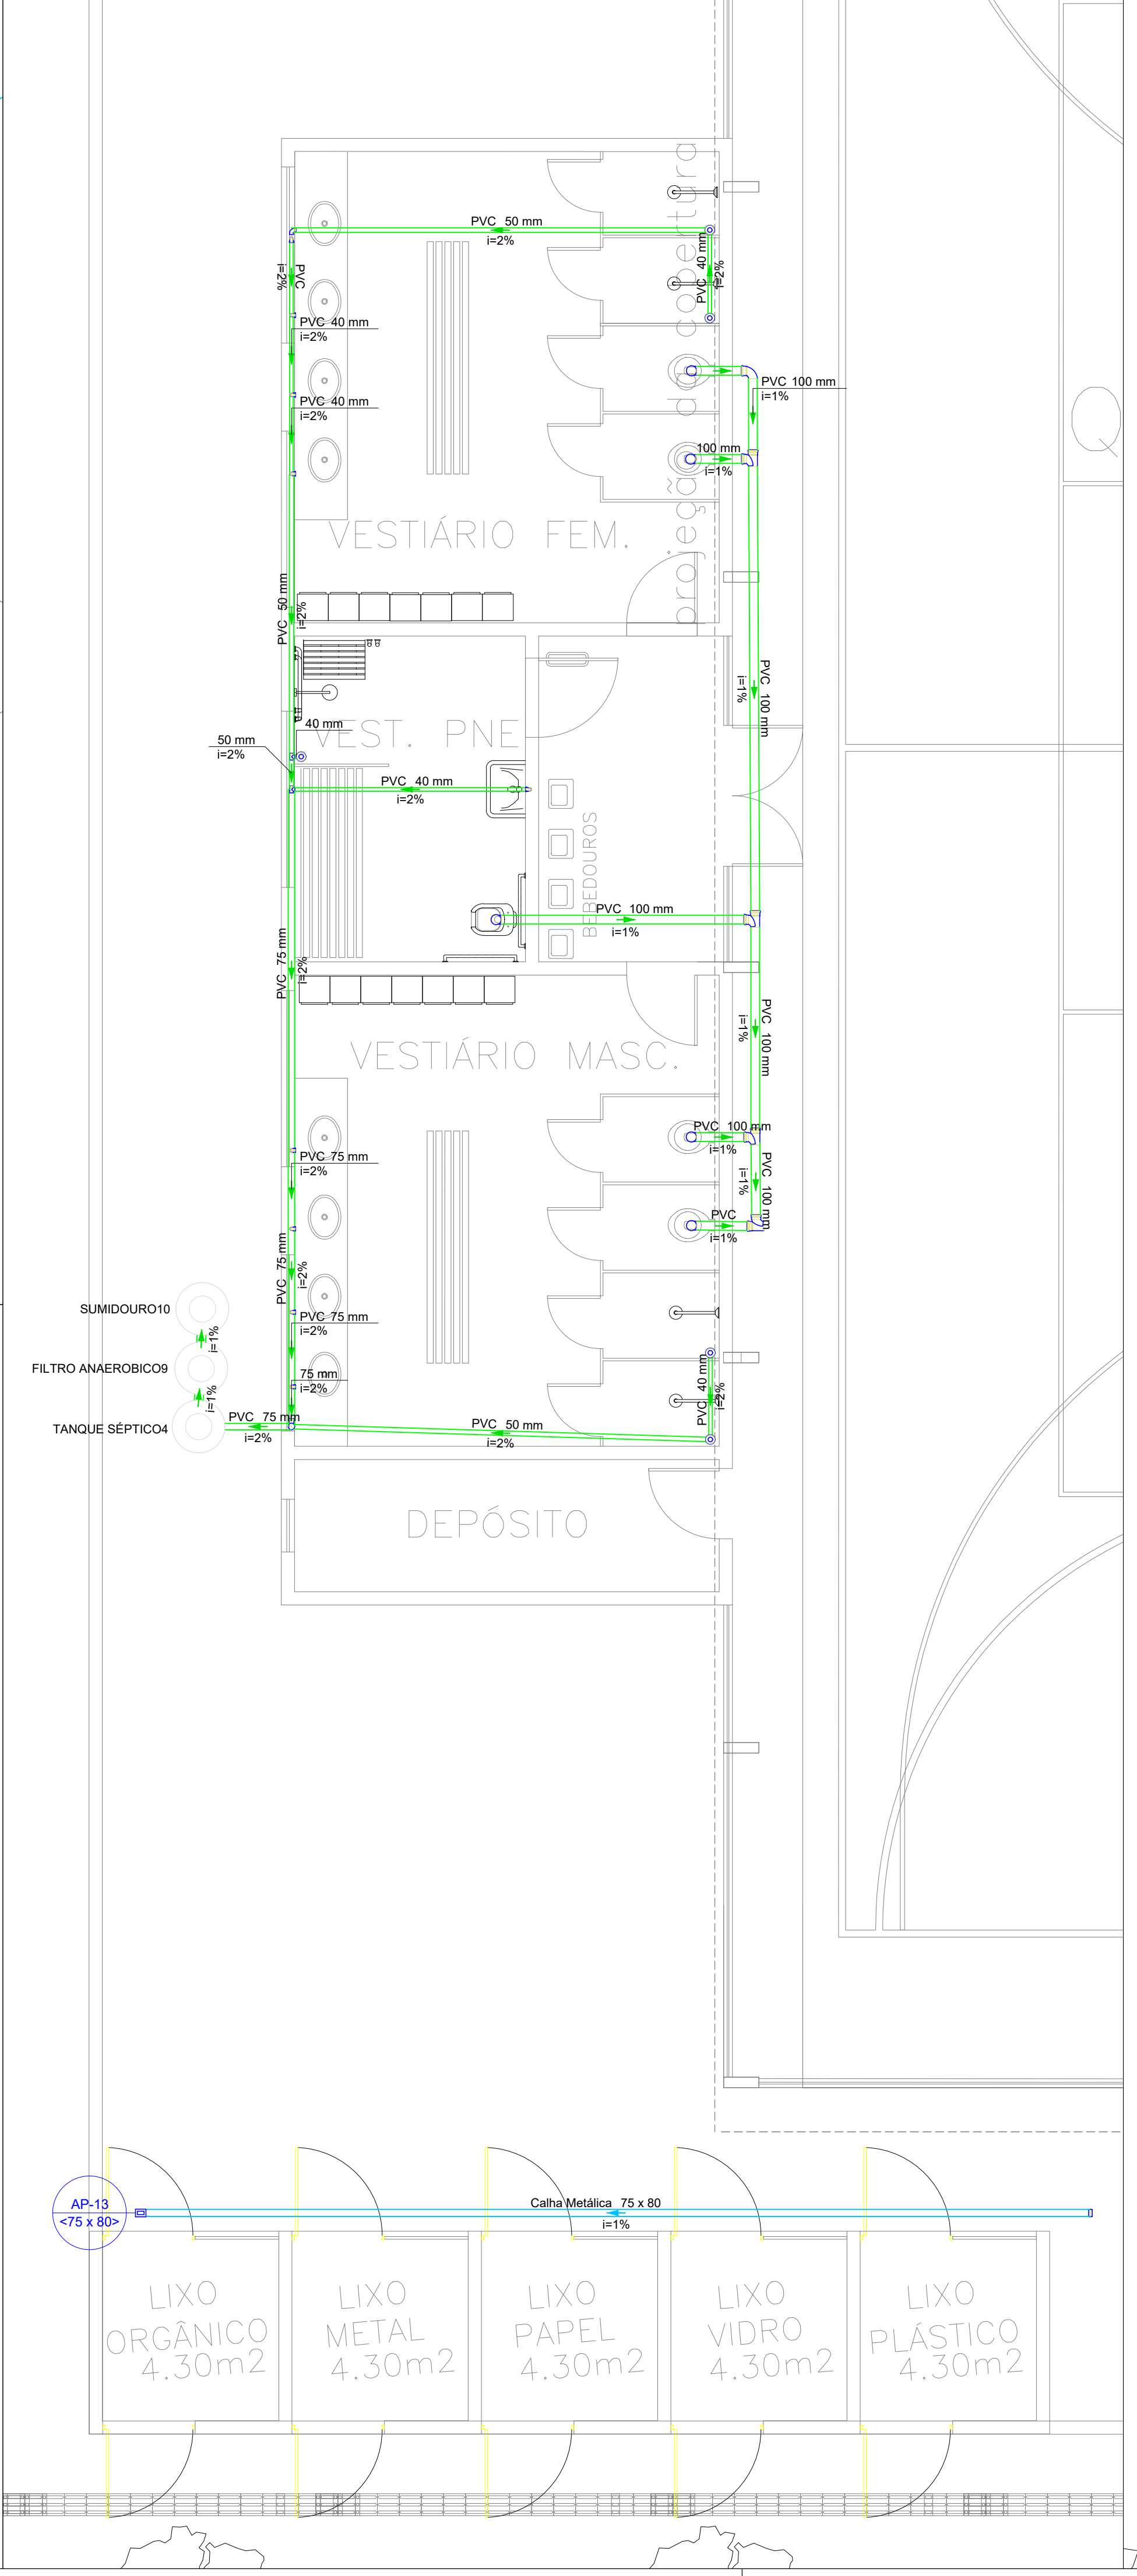 projeção da cobertura
PVC 50 mm
i=2%
PVC 40 mm
i=2%
PVC
i=2%
PVC 40 mm
i=2%
PVC 100 mm
i=1%
PVC 40 mm
i=2%
Q
100 mm
i=1%
VESTIÁRIO FEM.
PVC 50 mm
i=2%
PVC 100 mm
i=1%
40 mm
VEST. PNE
50 mm
i=2%
PVC 40 mm
i=2%
BEBEDOUROS
PVC 100 mm
i=1%
PVC 75 mm
i=2%
PVC 100 mm
i=1%
VESTIÁRIO MASC.
PVC 100 mm
i=1%
PVC 75 mm
i=2%
PVC 100 mm
i=1%
PVC
i=1%
PVC 75 mm
i=2%
SUMIDOURO10
i=1%
PVC 75 mm
i=2%
FILTRO ANAEROBICO9
i=1%
75 mm
i=2%
PVC 40 mm
i=2%
TANQUE SÉPTICO4
PVC 75 mm
i=2%
PVC 50 mm
i=2%
DEPÓSITO
AP-13
<75 x 80>
Calha Metálica 75 x 80
i=1%
LIXO
ORGÂNICO
4.30m2
LIXO
METAL
4.30m2
LIXO
PAPEL
4.30m2
LIXO
VIDRO
4.30m2
LIXO
PLÁSTICO
4.30m2